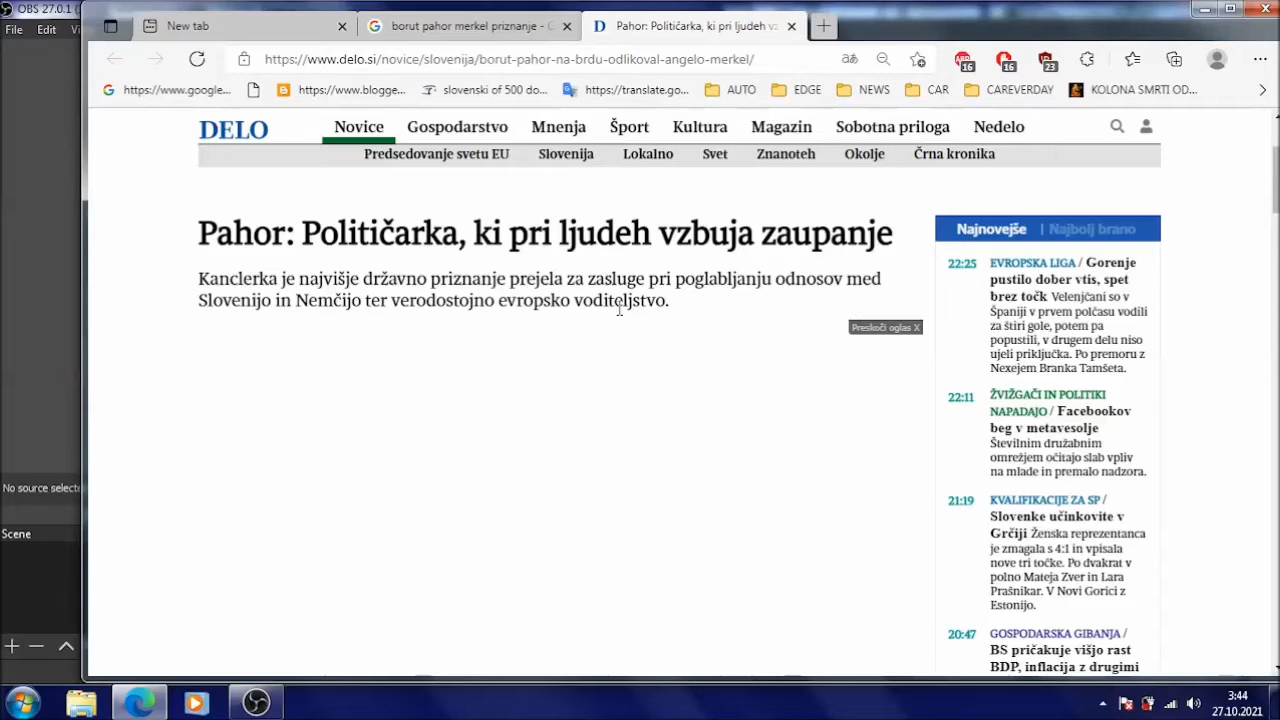 OBS 27.0.1 (
File Edit Vi
No source selecte
Scene
New tab
borut pahor merkel priznanje - G
Pahor: Političarka, ki pri ljudeh vz
https://www.delo.si/novice/slovenija/borut-pahor-na-brdu-odlikoval-angelo-merkel/
16 16 23
https://www.google...
https://www.blogge...
slovenski of 500 do...
https://translate.go...
AUTO
EDGE
NEWS
CAR
CAREVERDAY
KOLONA SMRTI OD...
DELO
Novice Gospodarstvo Mnenja Šport Kultura Magazin Sobotna priloga Nedelo
Predsedovanje svetu EU Slovenija Lokalno Svet Znanoteh Okolje Črna kronika
Pahor: Političarka, ki pri ljudeh vzbuja zaupanje
Kanclerka je najvišje državno priznanje prejela za zasluge pri poglabljanju odnosov med
Slovenijo in Nemčijo ter verodostojno evropsko voditeljstvo.
Preskoči oglas X
Najnovejše | Najbolj brano
22:25 EVROPSKA LIGA / Gorenje
pustilo dober vtis, spet
brez točk Velenjčani so v
Španiji v prvem polčasu vodili
za štiri gole, potem pa
popustili, v drugem delu niso
ujeli priključka. Po premoru z
Nexejem Branka Tamšeta.
22:11 ŽVIŽGAČI IN POLITIKI
NAPADAJO / Facebookov
beg v metavesolje
Številnim družabnim
omrežjem očitajo slab vpliv
na mlade in premalo nadzora.
21:19 KVALIFIKACIJE ZA SP /
Slovenke učinkovite v
Grčiji Ženska reprezentanca
je zmagala s 4:1 in vpisala
nove tri točke. Po dvakrat v
polno Mateja Zver in Lara
Prašnikar. V Novi Gorici z
Estonijo.
20:47 GOSPODARSKA GIBANJA /
BS pričakuje višjo rast
BDP, inflacija z drugimi
3:44
27.10.2021